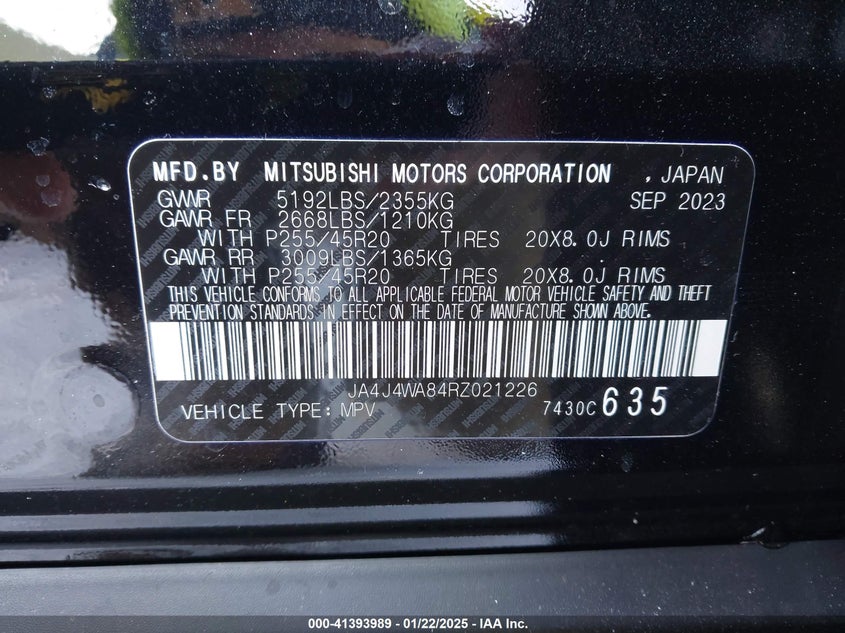 MFD.BY MITSUBISHI MOTORS CORPORATION , JAPAN
GVWR 5192LBS/2355KG SEP 2023
GAWR FR 2668LBS/1210KG
WITH P255/45R20 TIRES 20X8.0J RIMS
GAWR RR 3009LBS/1365KG
WITH P255/45R20 TIRES 20X8.0J RIMS
THIS VEHICLE CONFORMS TO ALL APPLICABLE FEDERAL MOTOR VEHICLE SAFETY AND THEFT
PREVENTION STANDARDS IN EFFECT ON THE DATE OF MANUFACTURE SHOWN ABOVE.
JA4J4WA84RZ021226
VEHICLE TYPE: MPV 7430C 635
000-41393989 | 01/22/2025 - © IAA Inc.